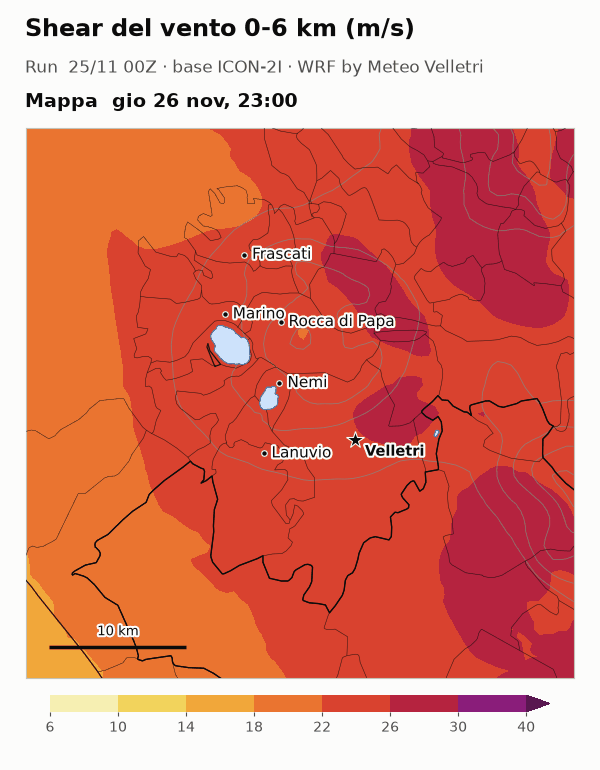 Shear del vento 0-6 km (m/s)
Run 25/11 00Z · base ICON-2I · WRF by Meteo Velletri
Mappa gio 26 nov, 23:00
Frascati
Marino
Rocca di Papa
Nemi
Velletri
Lanuvio
10 km
6 10 14 18 22 26 30 40